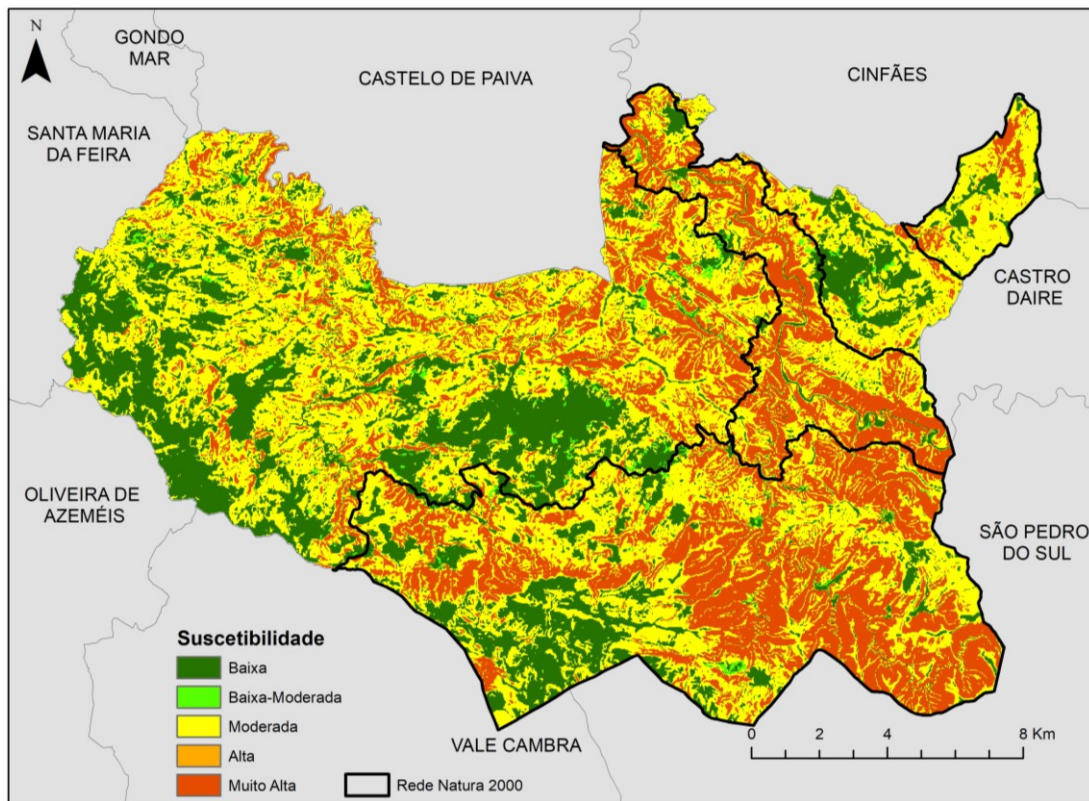 N
GONDO
MAR
CASTELO DE PAIVA
CINFÃES
SANTA MARIA
DA FEIRA
CASTRO
DAIRE
OLIVEIRA DE
AZEMÉIS
SÃO PEDRO
DO SUL
Suscetibilidade
Baixa
Baixa-Moderada
Moderada
Alta
Muito Alta
Rede Natura 2000
VALE CAMBRA
0 2 4 8 Km